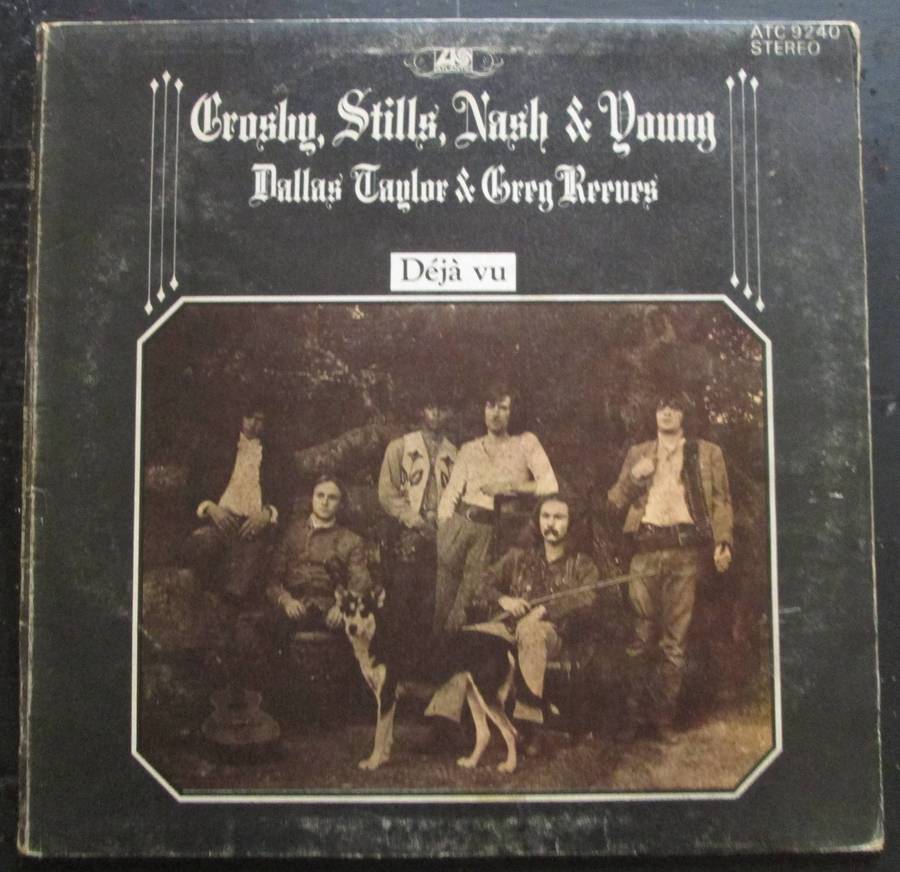 ATC 9240
STEREO
Crosby, Stills, Nash & Young
Dallas Taylor & Greg Reeves
Déjà vu